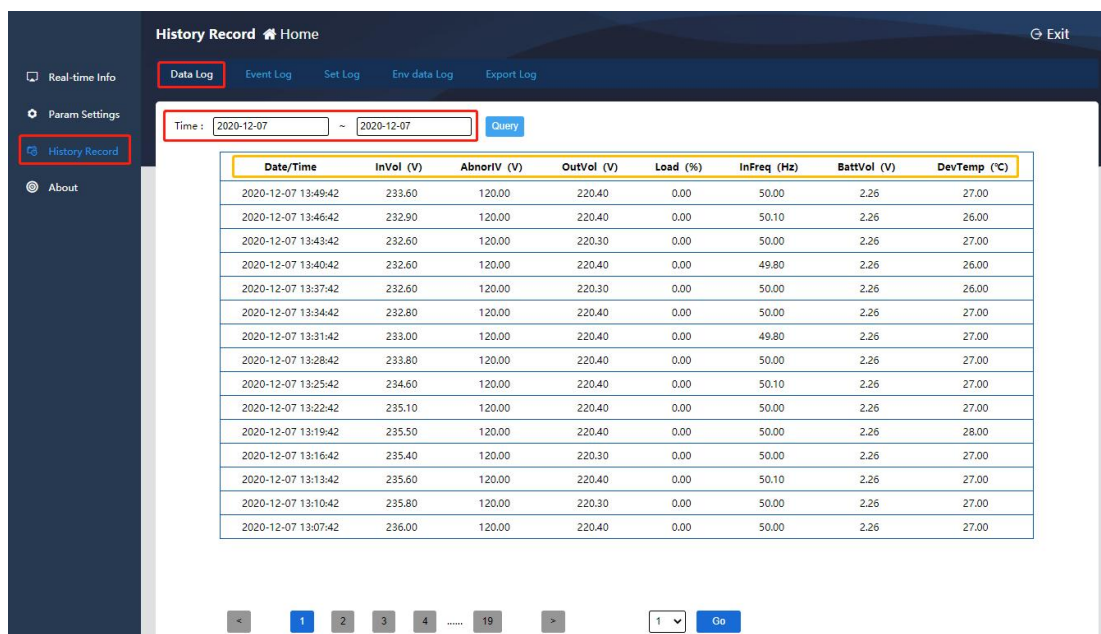 History Record Home Exit
Real-time Info
Param Settings
History Record
About
Data Log Event Log Set Log Env data Log Export Log
Time : 2020-12-07 ~ 2020-12-07 Query
Date/Time InVol (V) AbnorIV (V) OutVol (V) Load (%) InFreq (Hz) BattVol (V) DevTemp (℃)
2020-12-07 13:49:42 233.60 120.00 220.40 0.00 50.00 2.26 27.00
2020-12-07 13:46:42 232.90 120.00 220.40 0.00 50.10 2.26 26.00
2020-12-07 13:43:42 232.60 120.00 220.30 0.00 50.00 2.26 27.00
2020-12-07 13:40:42 232.60 120.00 220.40 0.00 49.80 2.26 26.00
2020-12-07 13:37:42 232.60 120.00 220.30 0.00 50.00 2.26 26.00
2020-12-07 13:34:42 232.80 120.00 220.40 0.00 50.00 2.26 27.00
2020-12-07 13:31:42 233.00 120.00 220.40 0.00 49.80 2.26 27.00
2020-12-07 13:28:42 233.80 120.00 220.40 0.00 50.00 2.26 27.00
2020-12-07 13:25:42 234.60 120.00 220.40 0.00 50.10 2.26 27.00
2020-12-07 13:22:42 235.10 120.00 220.40 0.00 50.00 2.26 27.00
2020-12-07 13:19:42 235.50 120.00 220.40 0.00 50.00 2.26 28.00
2020-12-07 13:16:42 235.40 120.00 220.30 0.00 50.00 2.26 27.00
2020-12-07 13:13:42 235.60 120.00 220.40 0.00 50.10 2.26 27.00
2020-12-07 13:10:42 235.80 120.00 220.30 0.00 50.00 2.26 27.00
2020-12-07 13:07:42 236.00 120.00 220.40 0.00 50.00 2.26 27.00
< 1 2 3 4 ...... 19 > 1 Go